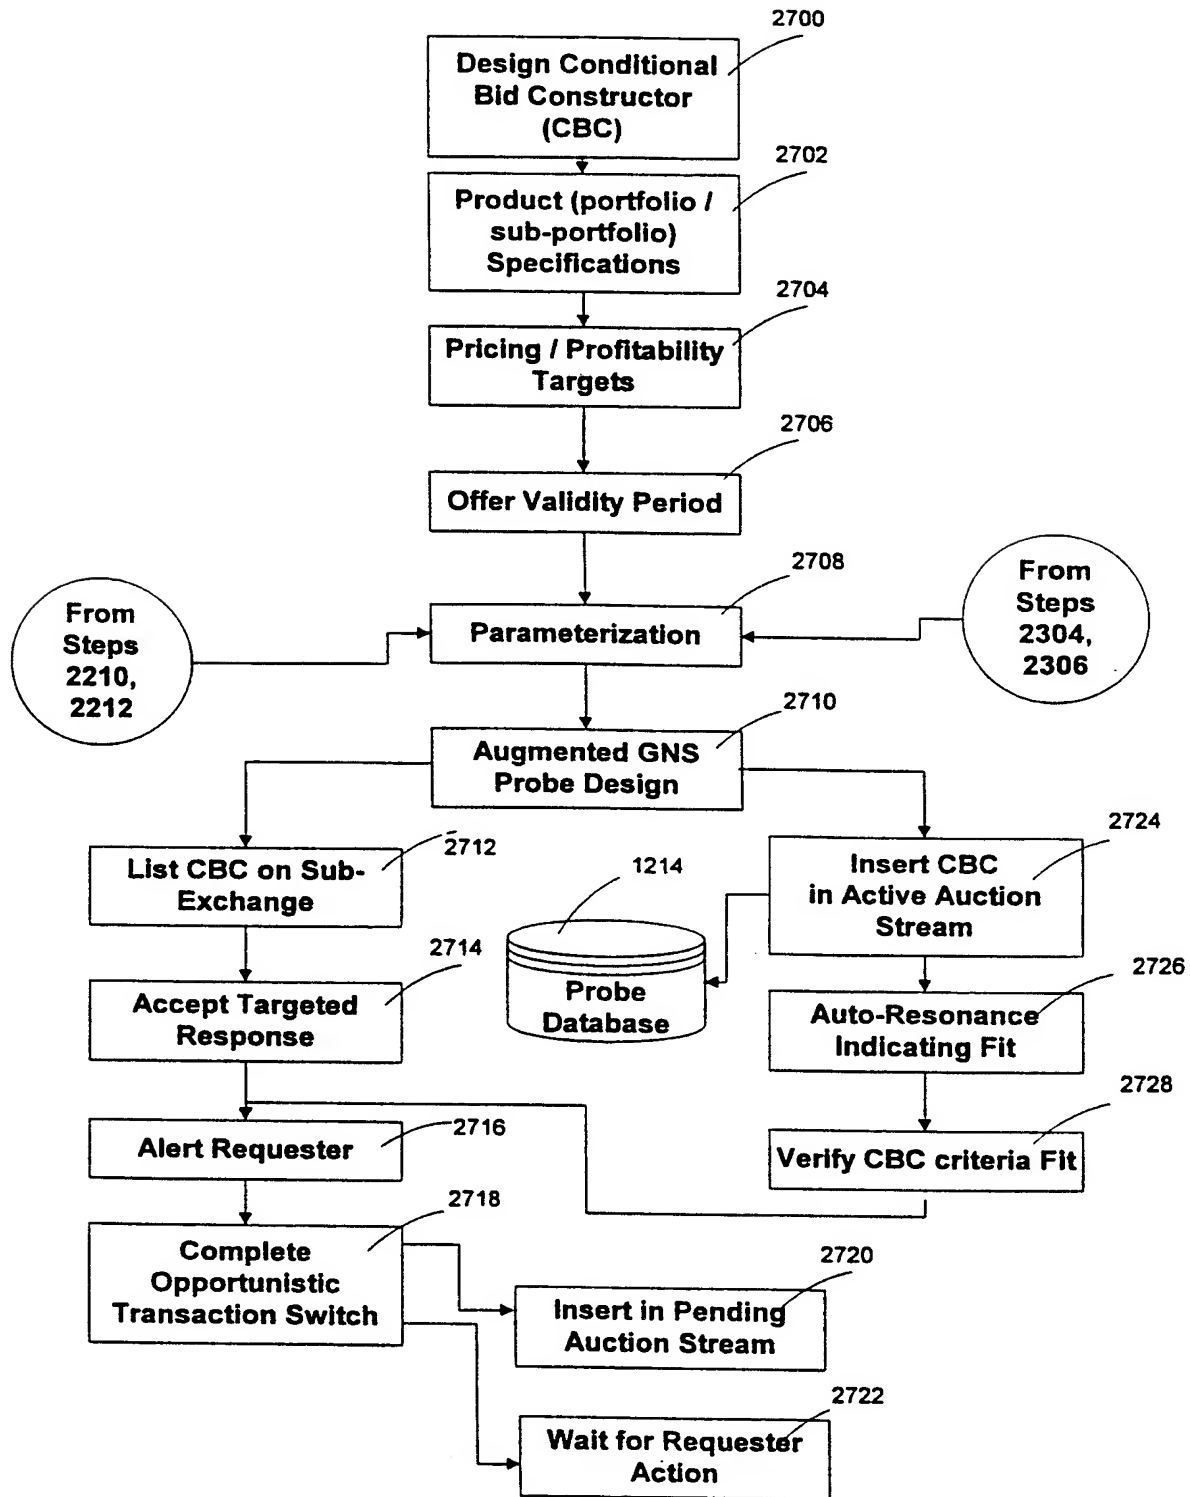 2700
Design Conditional
Bid Constructor
(CBC)
2702
Product (portfolio /
sub-portfolio)
Specifications
2704
Pricing / Profitability
Targets
2706
Offer Validity Period
2708
Parameterization
From
Steps
2210,
2212
From
Steps
2304,
2306
2710
Augmented GNS
Probe Design
2712
List CBC on Sub-
Exchange
2714
Accept Targeted
Response
1214
Probe
Database
2724
Insert CBC
in Active Auction
Stream
2726
Auto-Resonance
Indicating Fit
2728
Verify CBC criteria Fit
2716
Alert Requester
2718
Complete
Opportunistic
Transaction Switch
2720
Insert in Pending
Auction Stream
2722
Wait for Requester
Action